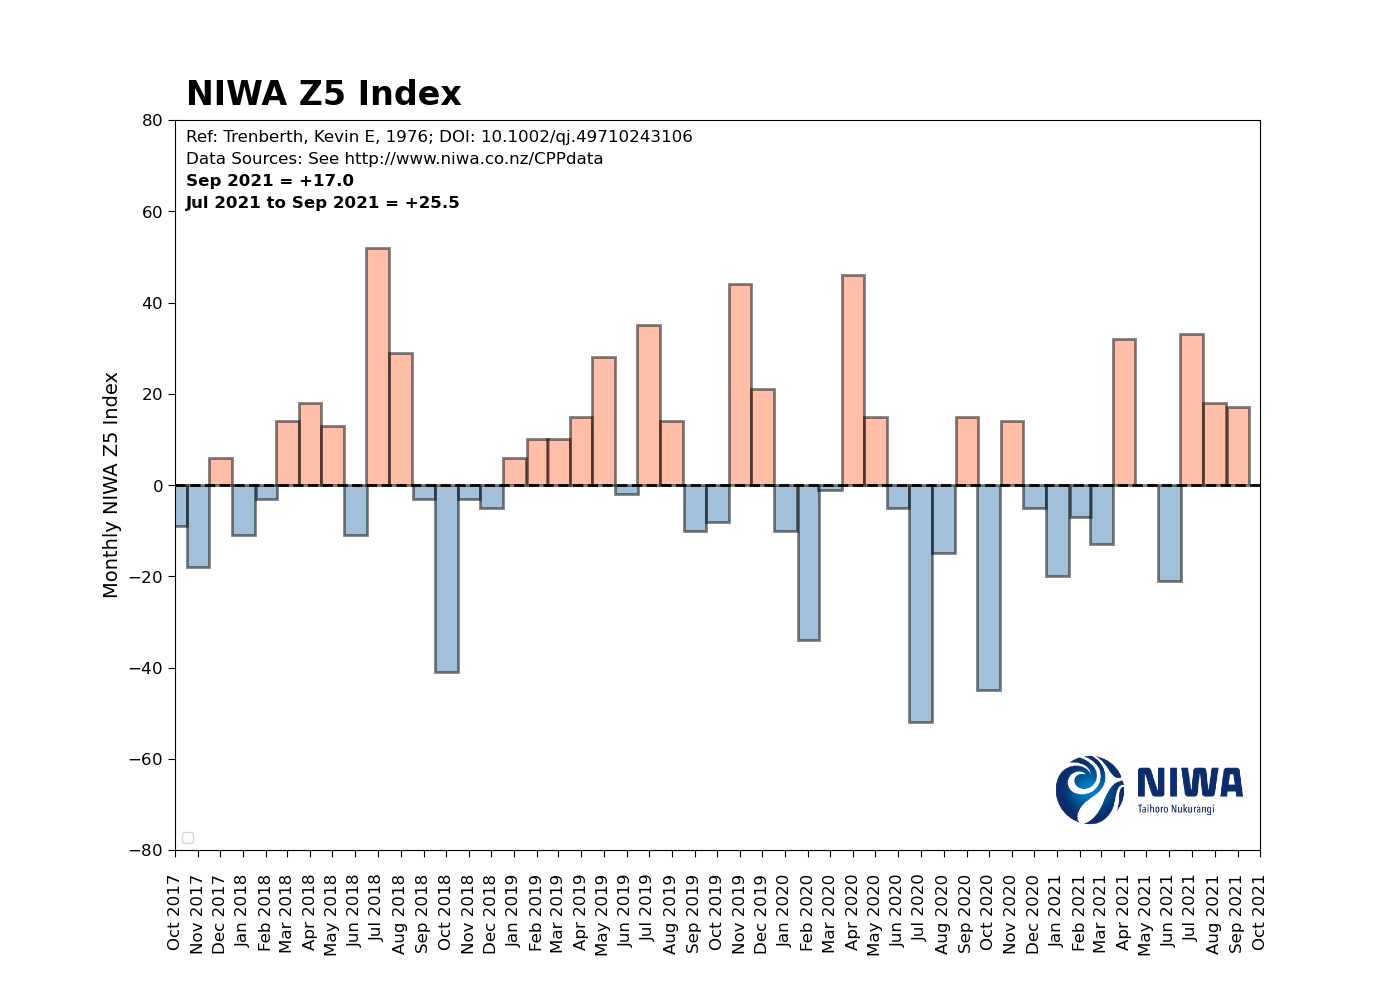 NIWA Z5 Index
Ref: Trenberth, Kevin E, 1976; DOI: 10.1002/qj.49710243106
Data Sources: See http://www.niwa.co.nz/CPPdata
Sep 2021 = +17.0
Jul 2021 to Sep 2021 = +25.5
Monthly NIWA Z5 Index
80
60
40
20
0
−20
−40
−60
−80
NIWA
Taihoro Nukurangi
Oct 2017
Nov 2017
Dec 2017
Jan 2018
Feb 2018
Mar 2018
Apr 2018
May 2018
Jun 2018
Jul 2018
Aug 2018
Sep 2018
Oct 2018
Nov 2018
Dec 2018
Jan 2019
Feb 2019
Mar 2019
Apr 2019
May 2019
Jun 2019
Jul 2019
Aug 2019
Sep 2019
Oct 2019
Nov 2019
Dec 2019
Jan 2020
Feb 2020
Mar 2020
Apr 2020
May 2020
Jun 2020
Jul 2020
Aug 2020
Sep 2020
Oct 2020
Nov 2020
Dec 2020
Jan 2021
Feb 2021
Mar 2021
Apr 2021
May 2021
Jun 2021
Jul 2021
Aug 2021
Sep 2021
Oct 2021